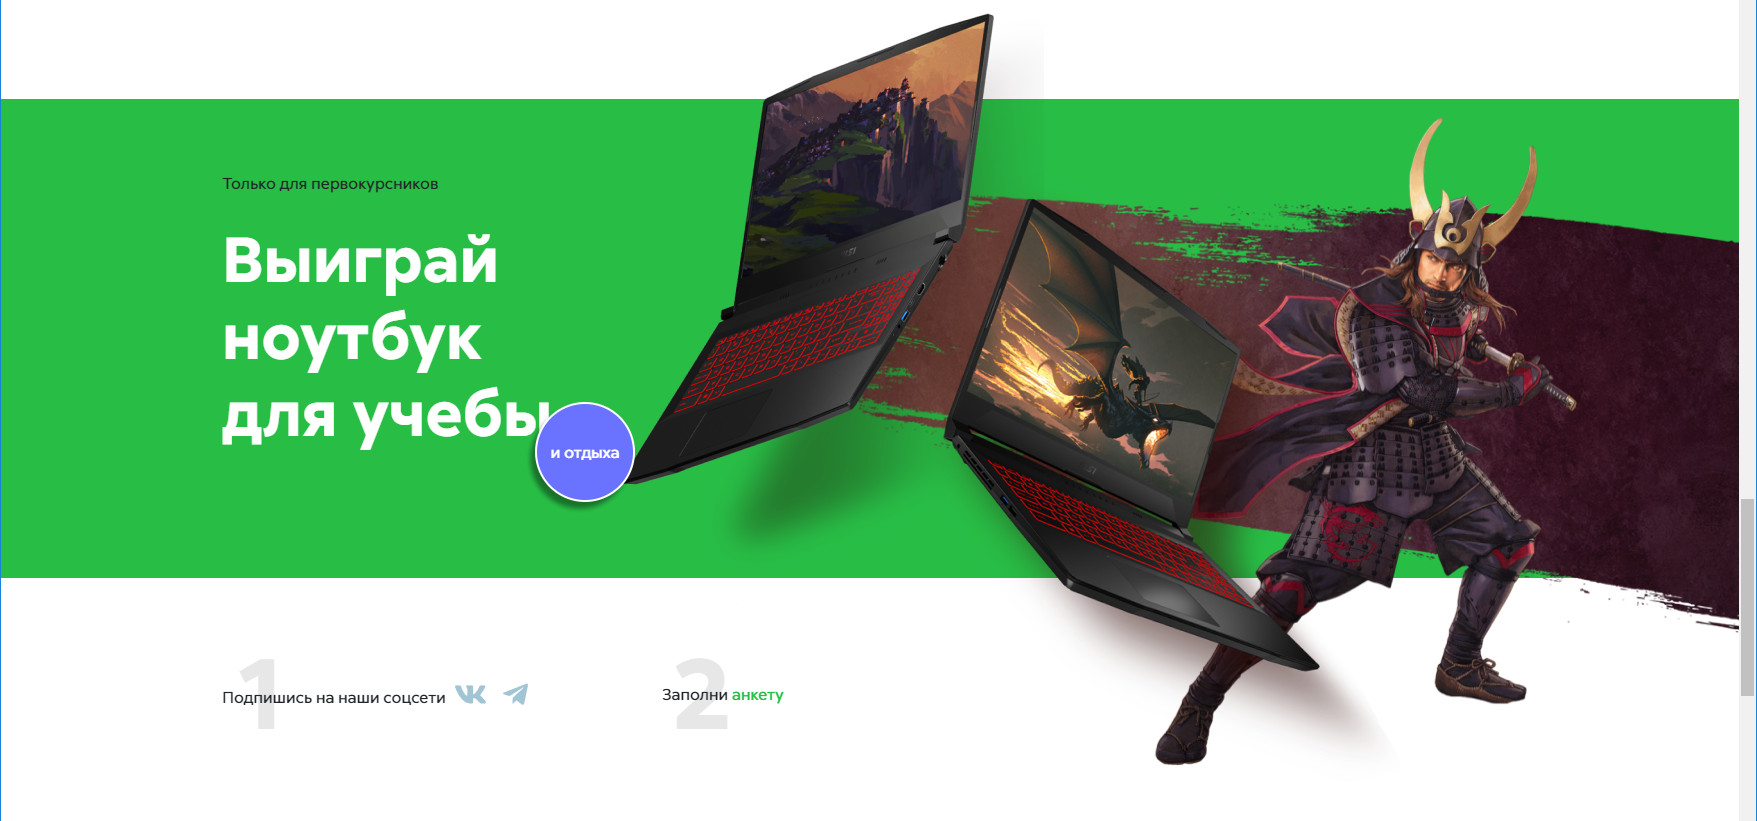 Только для первокурсников
Выиграй
ноутбук
для учебы
и отдыха
1
Подпишись на наши соцсети
2
Заполни анкету